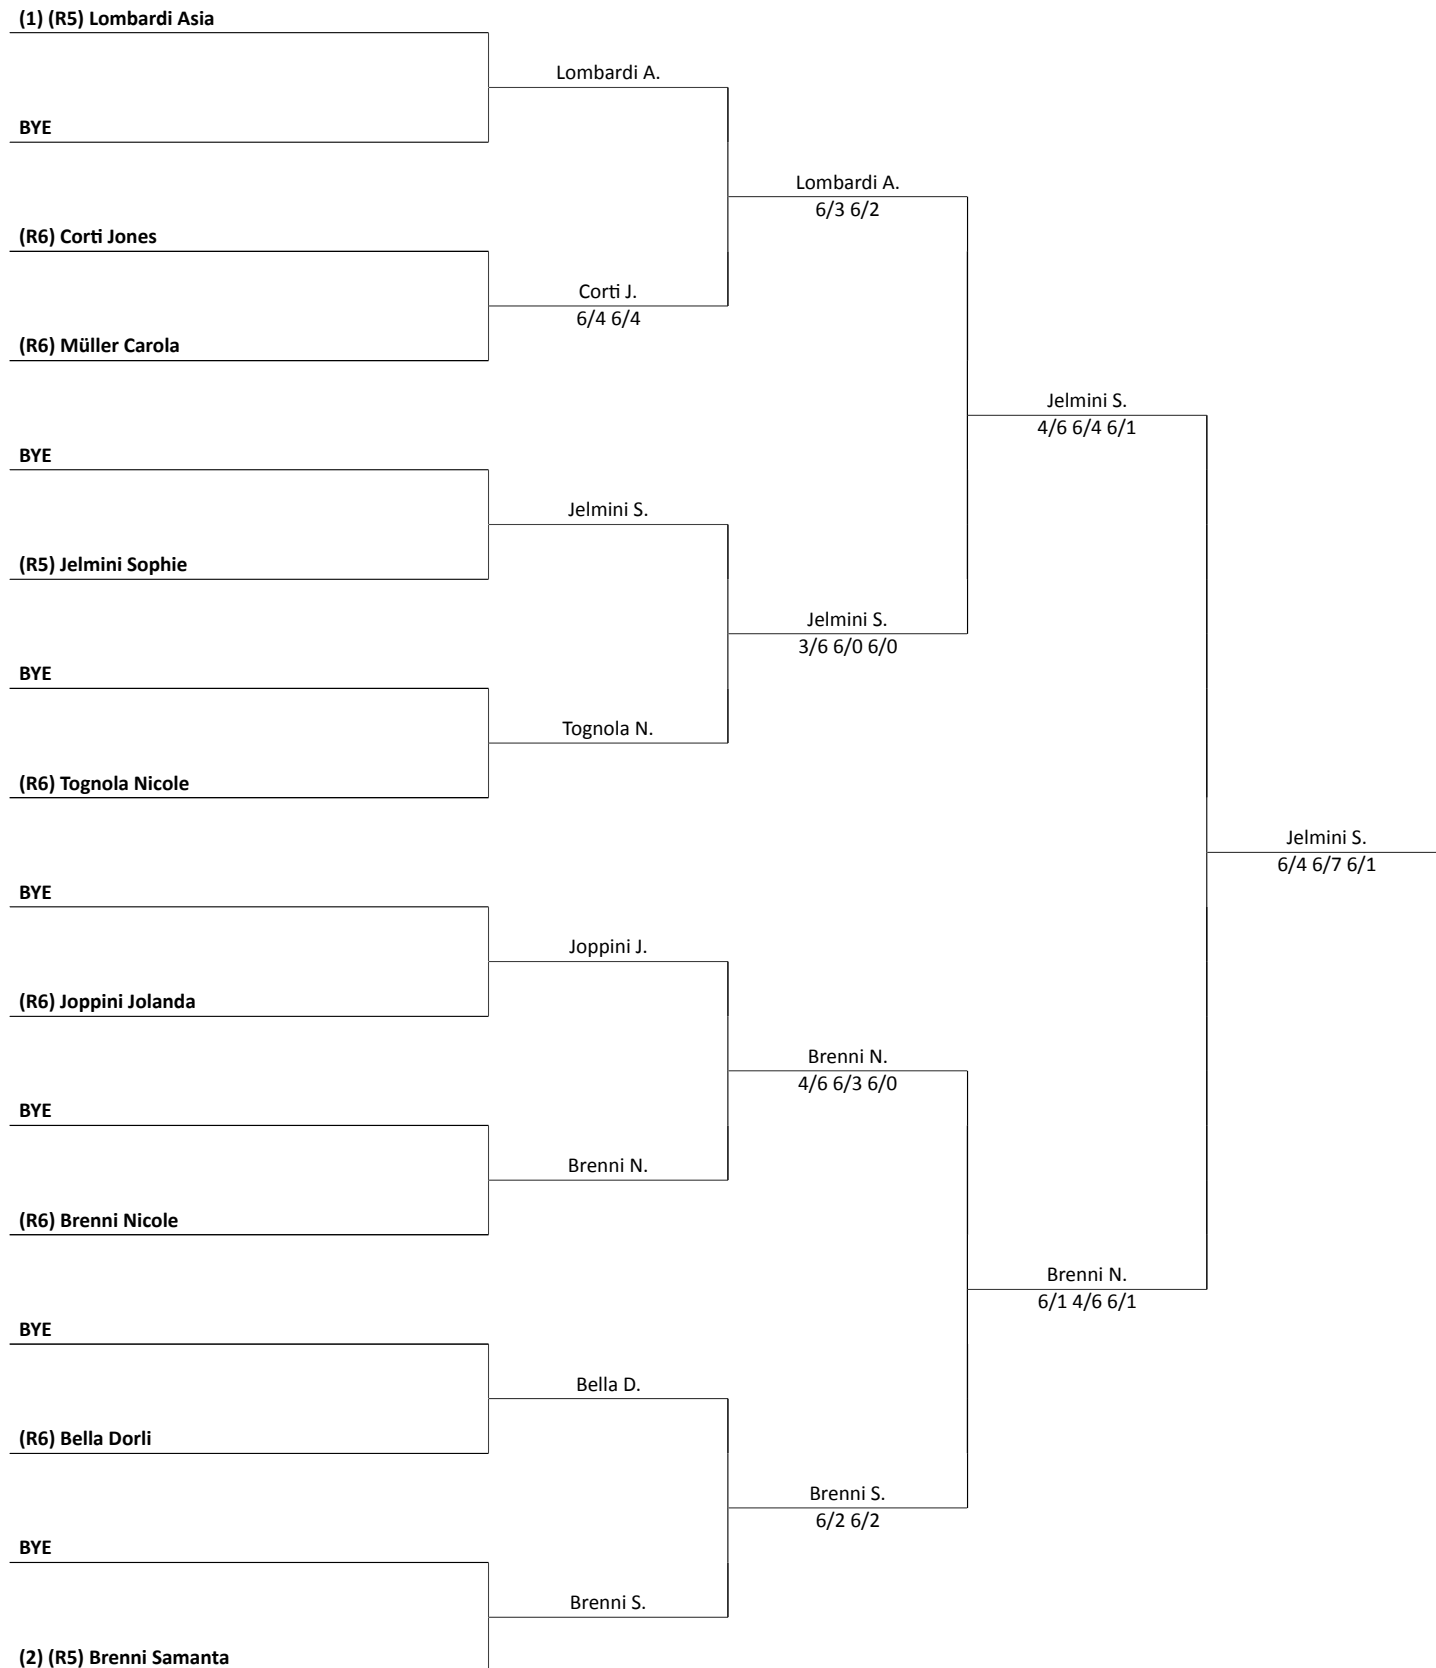 (1) (R5) Lombardi Asia
Lombardi A.
BYE
Lombardi A.
6/3 6/2
(R6) Corti Jones
Corti J.
6/4 6/4
(R6) Müller Carola
Jelmini S.
4/6 6/4 6/1
BYE
Jelmini S.
(R5) Jelmini Sophie
Jelmini S.
3/6 6/0 6/0
BYE
Tognola N.
(R6) Tognola Nicole
Jelmini S.
6/4 6/7 6/1
BYE
Joppini J.
(R6) Joppini Jolanda
Brenni N.
4/6 6/3 6/0
BYE
Brenni N.
(R6) Brenni Nicole
Brenni N.
6/1 4/6 6/1
BYE
Bella D.
(R6) Bella Dorli
Brenni S.
6/2 6/2
BYE
Brenni S.
(2) (R5) Brenni Samanta